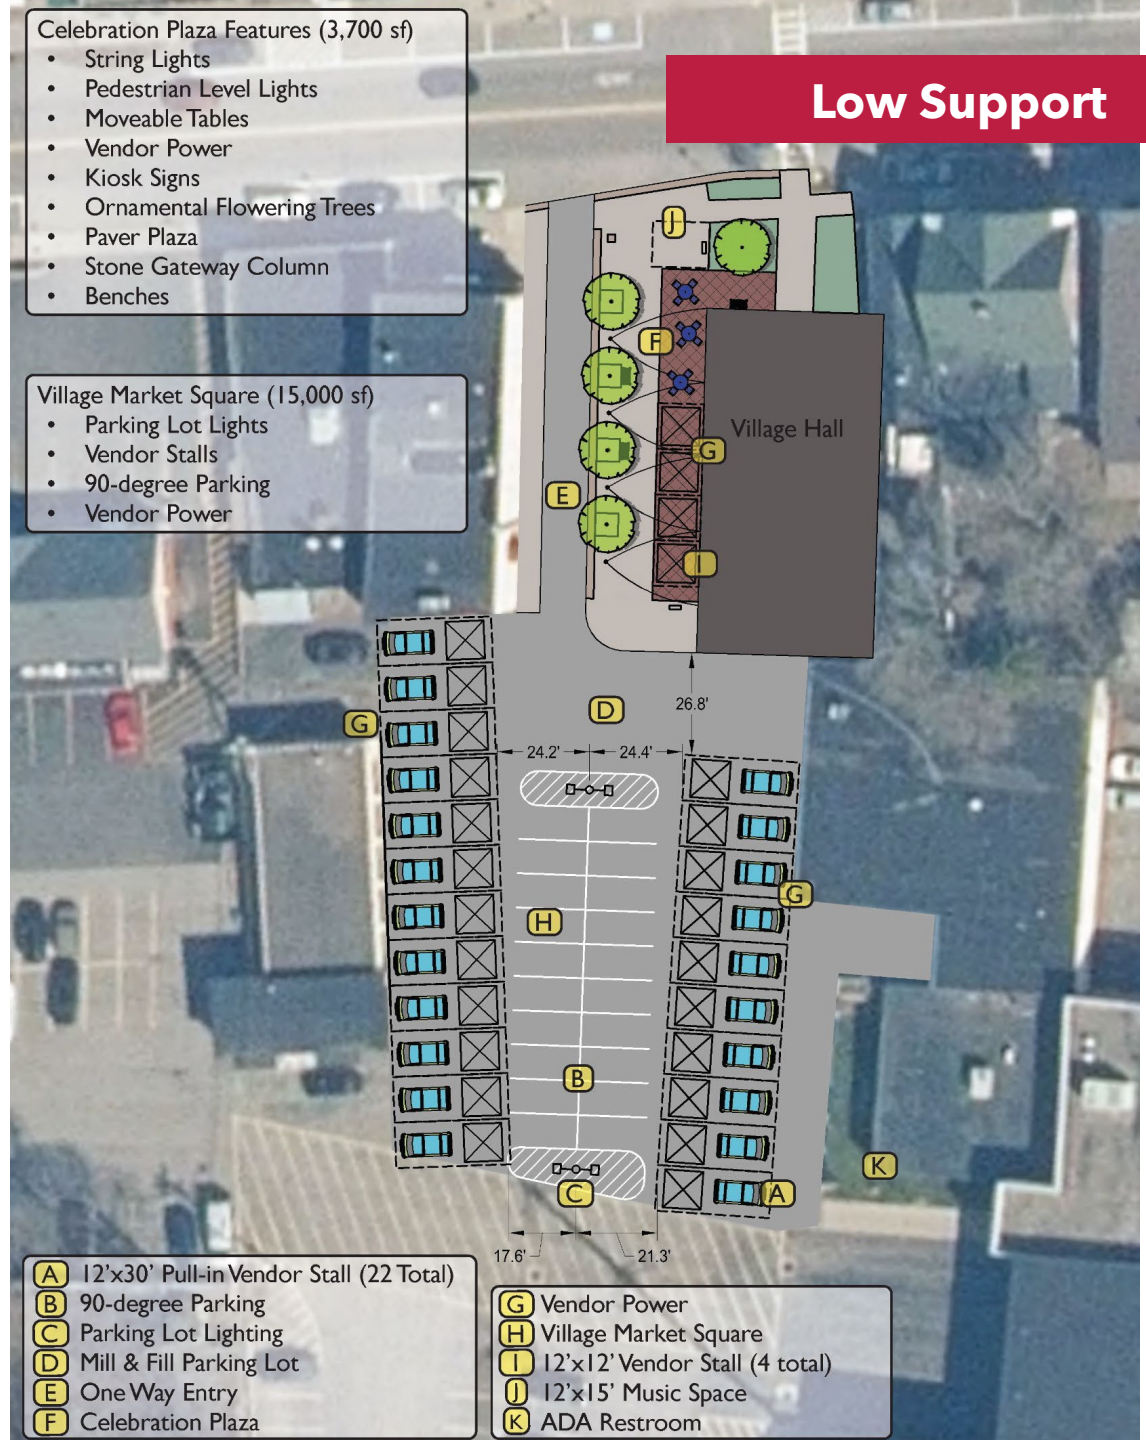 Celebration Plaza Features (3,700 sf)
• String Lights
• Pedestrian Level Lights
• Moveable Tables
• Vendor Power
• Kiosk Signs
• Ornamental Flowering Trees
• Paver Plaza
• Stone Gateway Column
• Benches
Low Support
Village Market Square (15,000 sf)
• Parking Lot Lights
• Vendor Stalls
• 90-degree Parking
• Vendor Power
J
F
Village Hall
G
E
I
G
D
26.8'
24.2'
24.4'
G
H
B
K
C
A
17.6'
21.3'
A 12'x30' Pull-in Vendor Stall (22 Total)
B 90-degree Parking
C Parking Lot Lighting
D Mill & Fill Parking Lot
E One Way Entry
F Celebration Plaza
G Vendor Power
H Village Market Square
I 12'x12' Vendor Stall (4 total)
J 12'x15' Music Space
K ADA Restroom